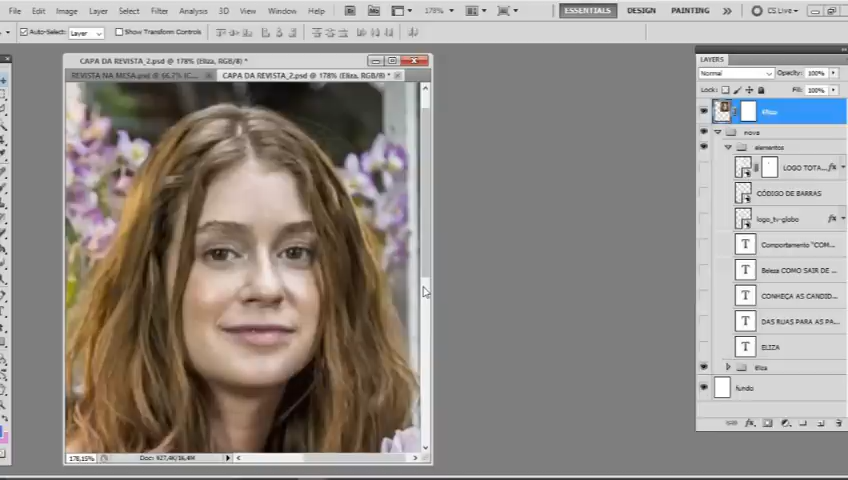 File Edit Image Layer Select Filter Analysis 3D View Window Help
178%
ESSENTIALS DESIGN PAINTING
CS Live
Auto-Select: Layer
Show Transform Controls
CAPA DA REVISTA_2.psd @ 178% (Eliza, RGB/8) *
REVISTA NA MESA.psd @ 66,7% (C...
CAPA DA REVISTA_2.psd @ 178% (Eliza, RGB/8) *
LAYERS
Normal
Opacity: 100%
Lock:
Fill: 100%
nova
elementos
LOGO TOTA...
fx
CÓDIGO DE BARRAS
logo_tv-globo
fx
T Comportamento "COM...
T Beleza COMO SAIR DE ...
T CONHEÇA AS CANDID...
T DAS RUAS PARA AS PA...
T ELIZA
fundo
178,15%
Doc: 927,4K/16,4M